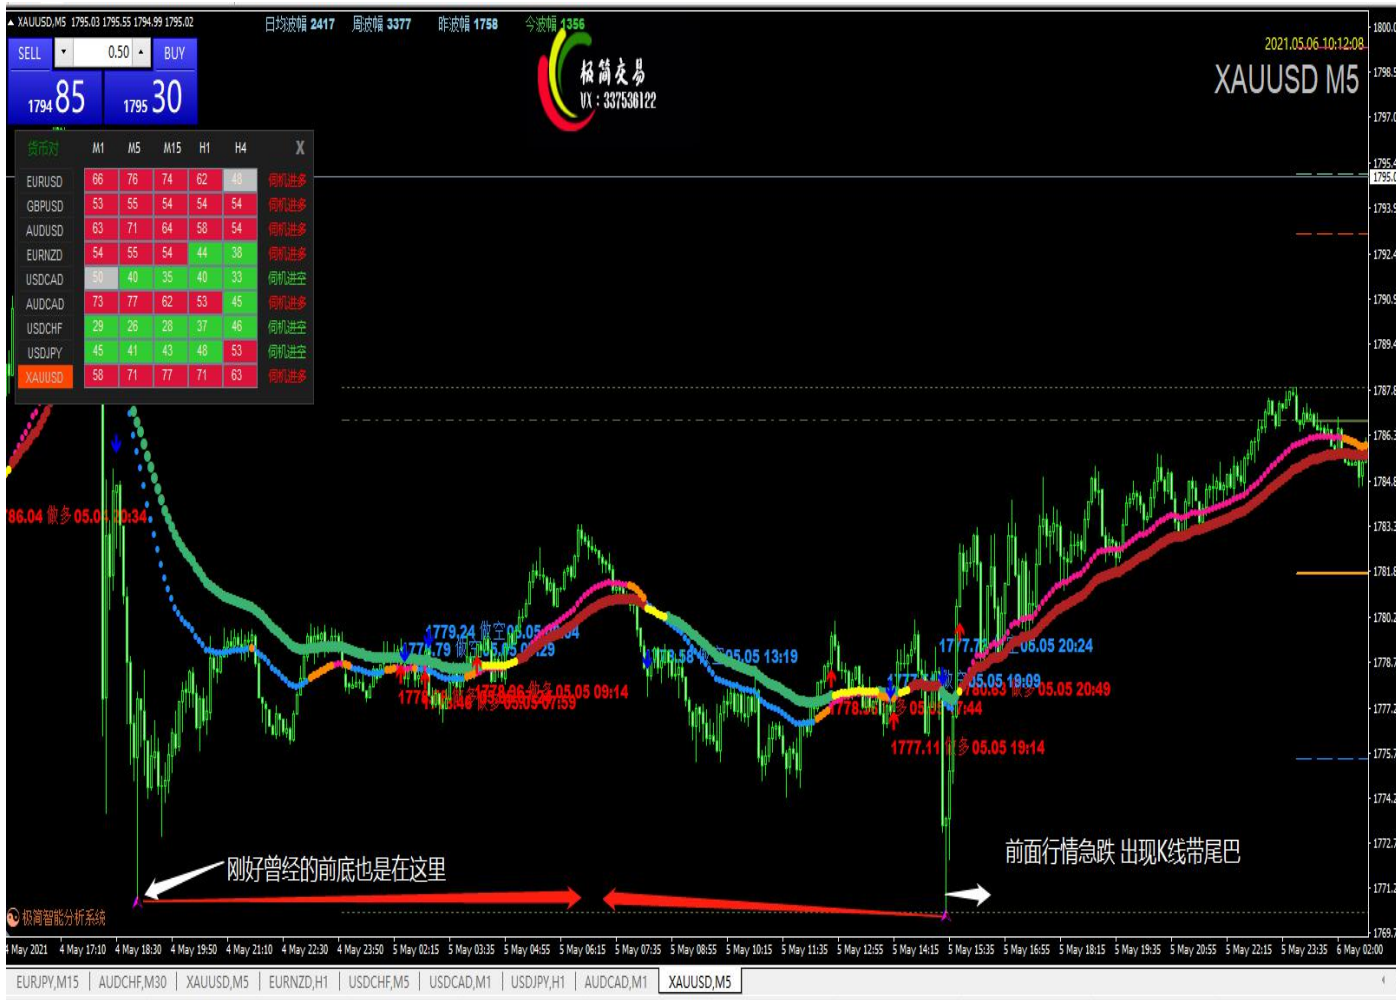 XAUUSD,M5 1795.03 1795.55 1794.99 1795.02
日均波幅 2417 周波幅 3377 昨波幅 1758 今波幅 1356
2021.05.06 10:12:08
XAUUSD M5
SELL 0.50 BUY
1794 85 1795 30
极简交易
VX：337536122
货币对 M1 M5 M15 H1 H4 X
EURUSD 66 76 74 62 48 伺机进多
GBPUSD 53 55 54 54 54 伺机进多
AUDUSD 63 71 64 58 54 伺机进多
EURNZD 54 55 54 44 38 伺机进多
USDCAD 50 40 35 40 33 伺机进空
AUDCAD 73 77 62 53 45 伺机进多
USDCHF 29 26 28 37 46 伺机进空
USDJPY 45 41 43 48 53 伺机进空
XAUUSD 58 71 77 71 63 伺机进多
86.04 做多 05.04 20:34
1779.24 做空
05.05 13:19
1778.96 做多 05.05 09:14
05.05 07:59
05.05 20:24
05.05 19:09
05.05 20:49
1777.11 做多 05.05 19:14
刚好曾经的前底也是在这里
前面行情急跌 出现K线带尾巴
极简智能分析系统
4 May 2021 4 May 17:10 4 May 18:30 4 May 19:50 4 May 21:10 4 May 22:30 4 May 23:50 5 May 02:15 5 May 03:35 5 May 04:55 5 May 06:15 5 May 07:35 5 May 08:55 5 May 10:15 5 May 11:35 5 May 12:55 5 May 14:15 5 May 15:35 5 May 16:55 5 May 18:15 5 May 19:35 5 May 20:55 5 May 22:15 5 May 23:35 6 May 02:00
EURJPY,M15 AUDCHF,M30 XAUUSD,M5 EURNZD,H1 USDCHF,M5 USDCAD,M1 USDJPY,H1 AUDCAD,M1 XAUUSD,M5